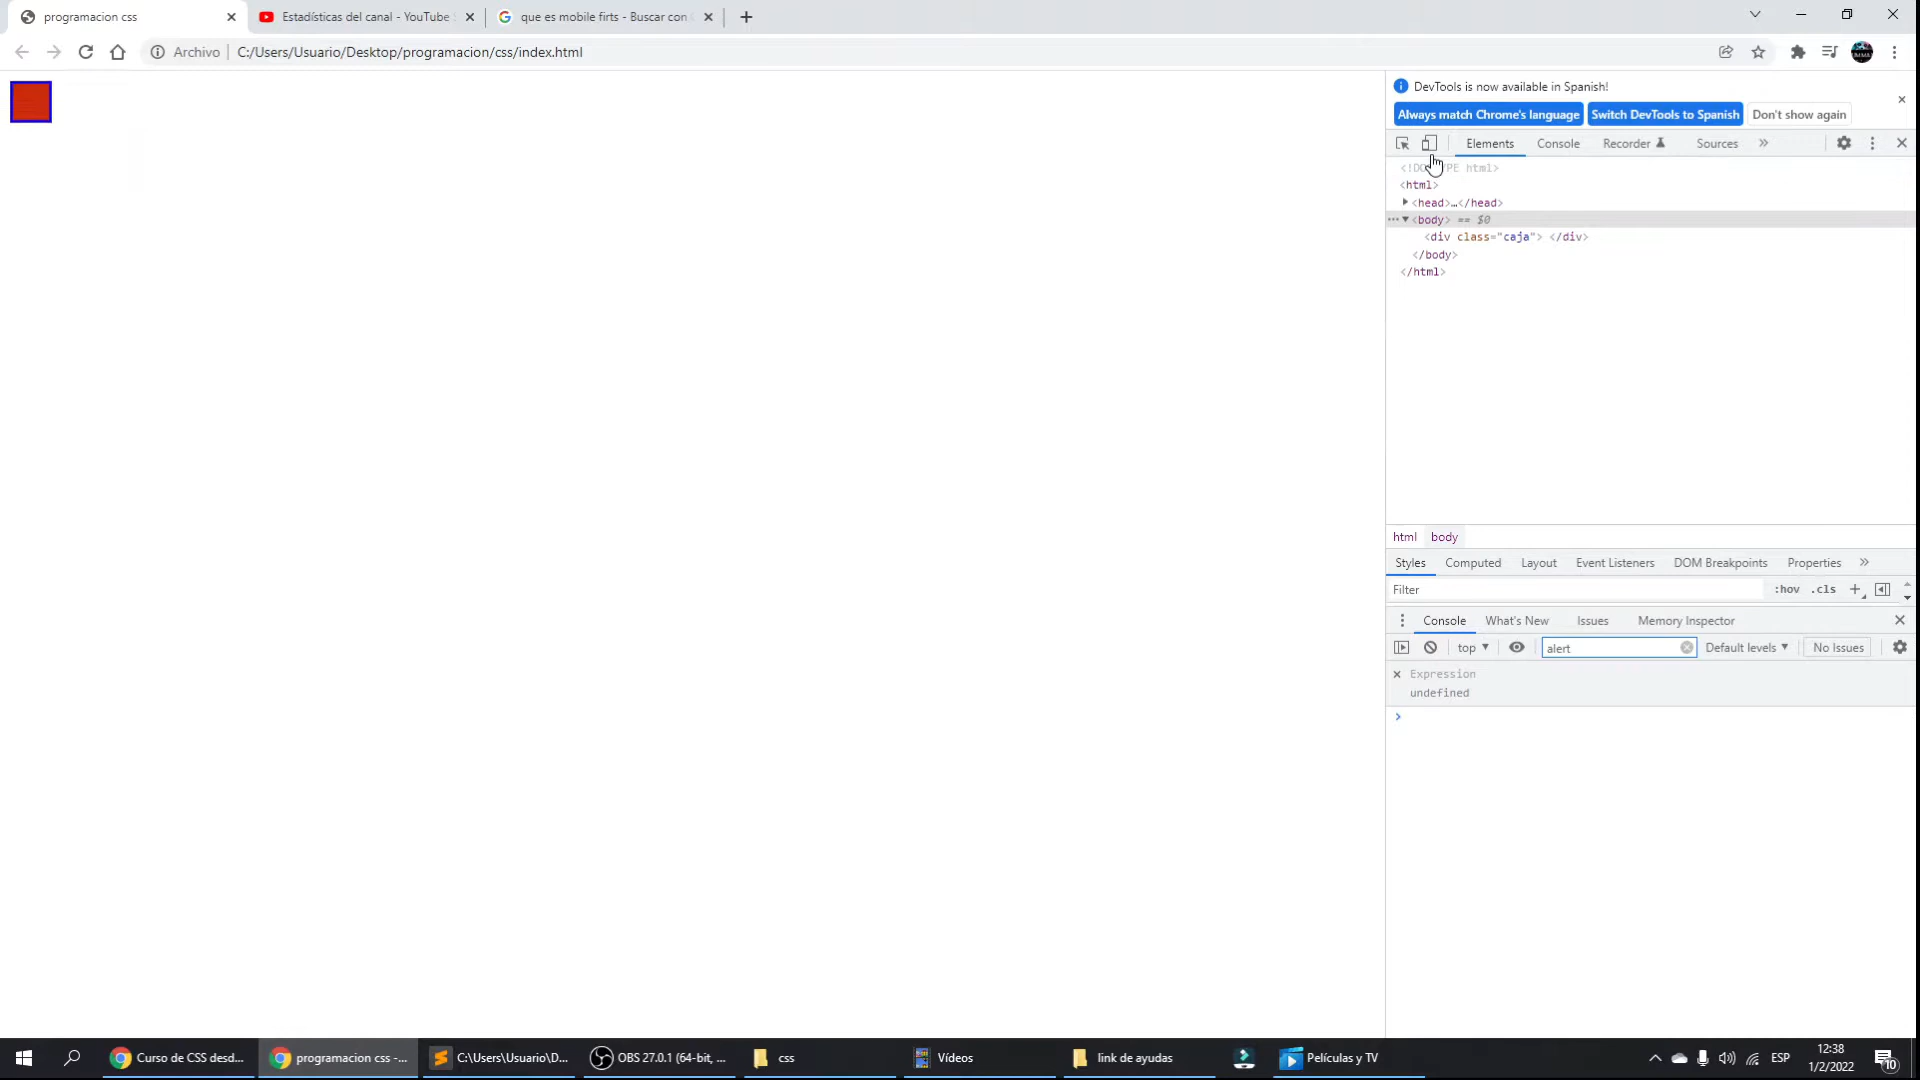 programacion css
Estadísticas del canal - YouTube
que es mobile firts - Buscar con
Archivo
C:/Users/Usuario/Desktop/programacion/css/index.html
DevTools is now available in Spanish!
Always match Chrome's language
Switch DevTools to Spanish
Don't show again
Elements
Console
Recorder
Sources
html>
<html>
<head>…</head>
<body> == $0
<div class="caja"> </div>
</body>
</html>
html
body
Styles
Computed
Layout
Event Listeners
DOM Breakpoints
Properties
Filter
:hov
.cls
Console
What's New
Issues
Memory Inspector
top
alert
Default levels
No Issues
Expression
undefined
Curso de CSS desd...
programacion css -...
C:\Users\Usuario\D...
OBS 27.0.1 (64-bit, ...
css
Vídeos
link de ayudas
Películas y TV
ESP
12:38
1/2/2022
10